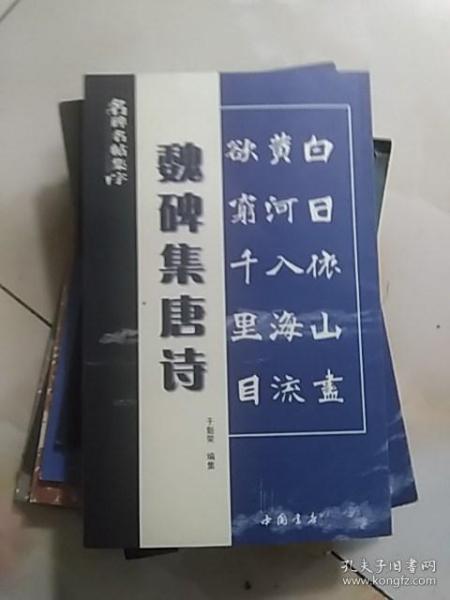 名碑名帖集字
魏碑集唐诗
于魁荣 编集
白日依山盡
黄河入海流
欲窮千里目
中国书店
孔夫子旧书网
www.kongfz.com